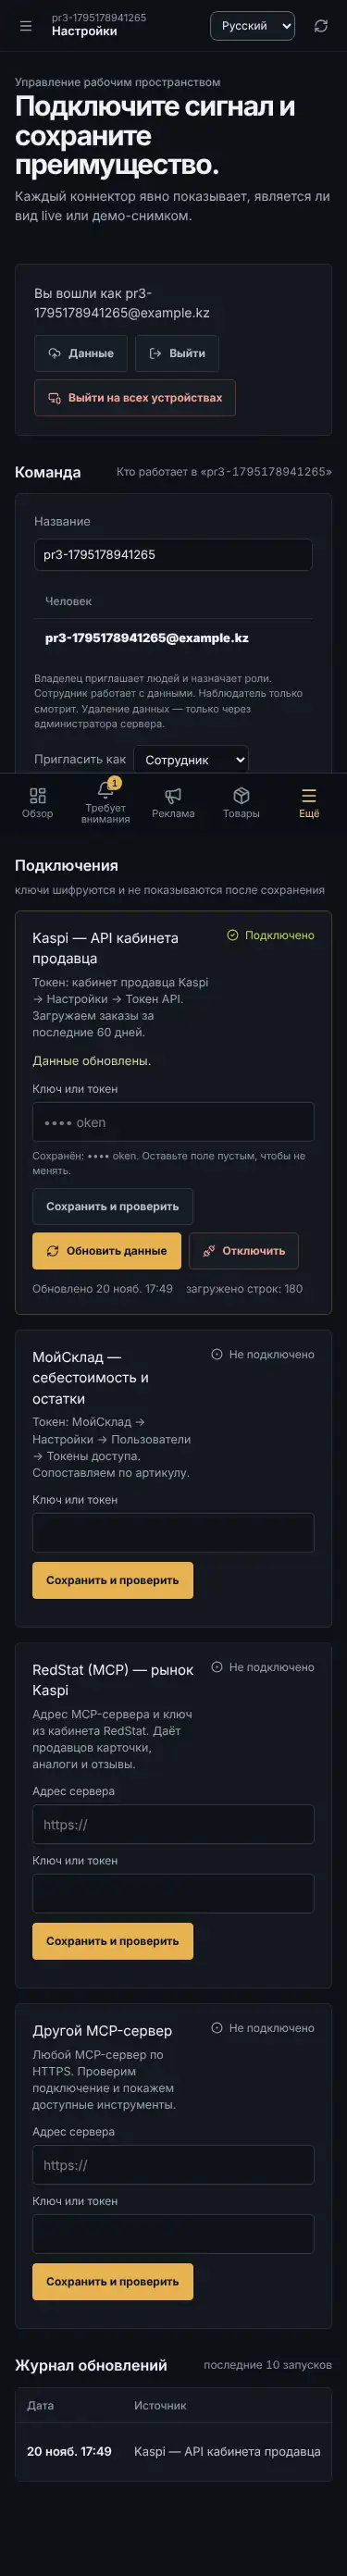 pr3-1795178941265
Настройки
Русский
Управление рабочим пространством
Подключите сигнал и
сохраните
преимущество.
Каждый коннектор явно показывает, является ли
вид live или демо-снимком.
Вы вошли как pr3-
1795178941265@example.kz
Данные
Выйти
Выйти на всех устройствах
Команда
Кто работает в «pr3-1795178941265»
Название
pr3-1795178941265
Человек
pr3-1795178941265@example.kz
Владелец приглашает людей и назначает роли.
Сотрудник работает с данными. Наблюдатель только
смотрит. Удаление данных — только через
администратора сервера.
Пригласить как
Сотрудник
Обзор
1
Требует
внимания
Реклама
Товары
Ещё
Подключения
ключи шифруются и не показываются после сохранения
Kaspi — API кабинета
продавца
Подключено
Токен: кабинет продавца Kaspi
→ Настройки → Токен API.
Загружаем заказы за
последние 60 дней.
Данные обновлены.
Ключ или токен
•••• oken
Сохранён: •••• oken. Оставьте поле пустым, чтобы не
менять.
Сохранить и проверить
Обновить данные
Отключить
Обновлено 20 нояб. 17:49
загружено строк: 180
МойСклад —
себестоимость и
остатки
Не подключено
Токен: МойСклад →
Настройки → Пользователи
→ Токены доступа.
Сопоставляем по артикулу.
Ключ или токен
Сохранить и проверить
RedStat (MCP) — рынок
Kaspi
Не подключено
Адрес MCP-сервера и ключ
из кабинета RedStat. Даёт
продавцов карточки,
аналоги и отзывы.
Адрес сервера
https://
Ключ или токен
Сохранить и проверить
Другой MCP-сервер
Не подключено
Любой MCP-сервер по
HTTPS. Проверим
подключение и покажем
доступные инструменты.
Адрес сервера
https://
Ключ или токен
Сохранить и проверить
Журнал обновлений
последние 10 запусков
Дата
Источник
20 нояб. 17:49
Kaspi — API кабинета продавца